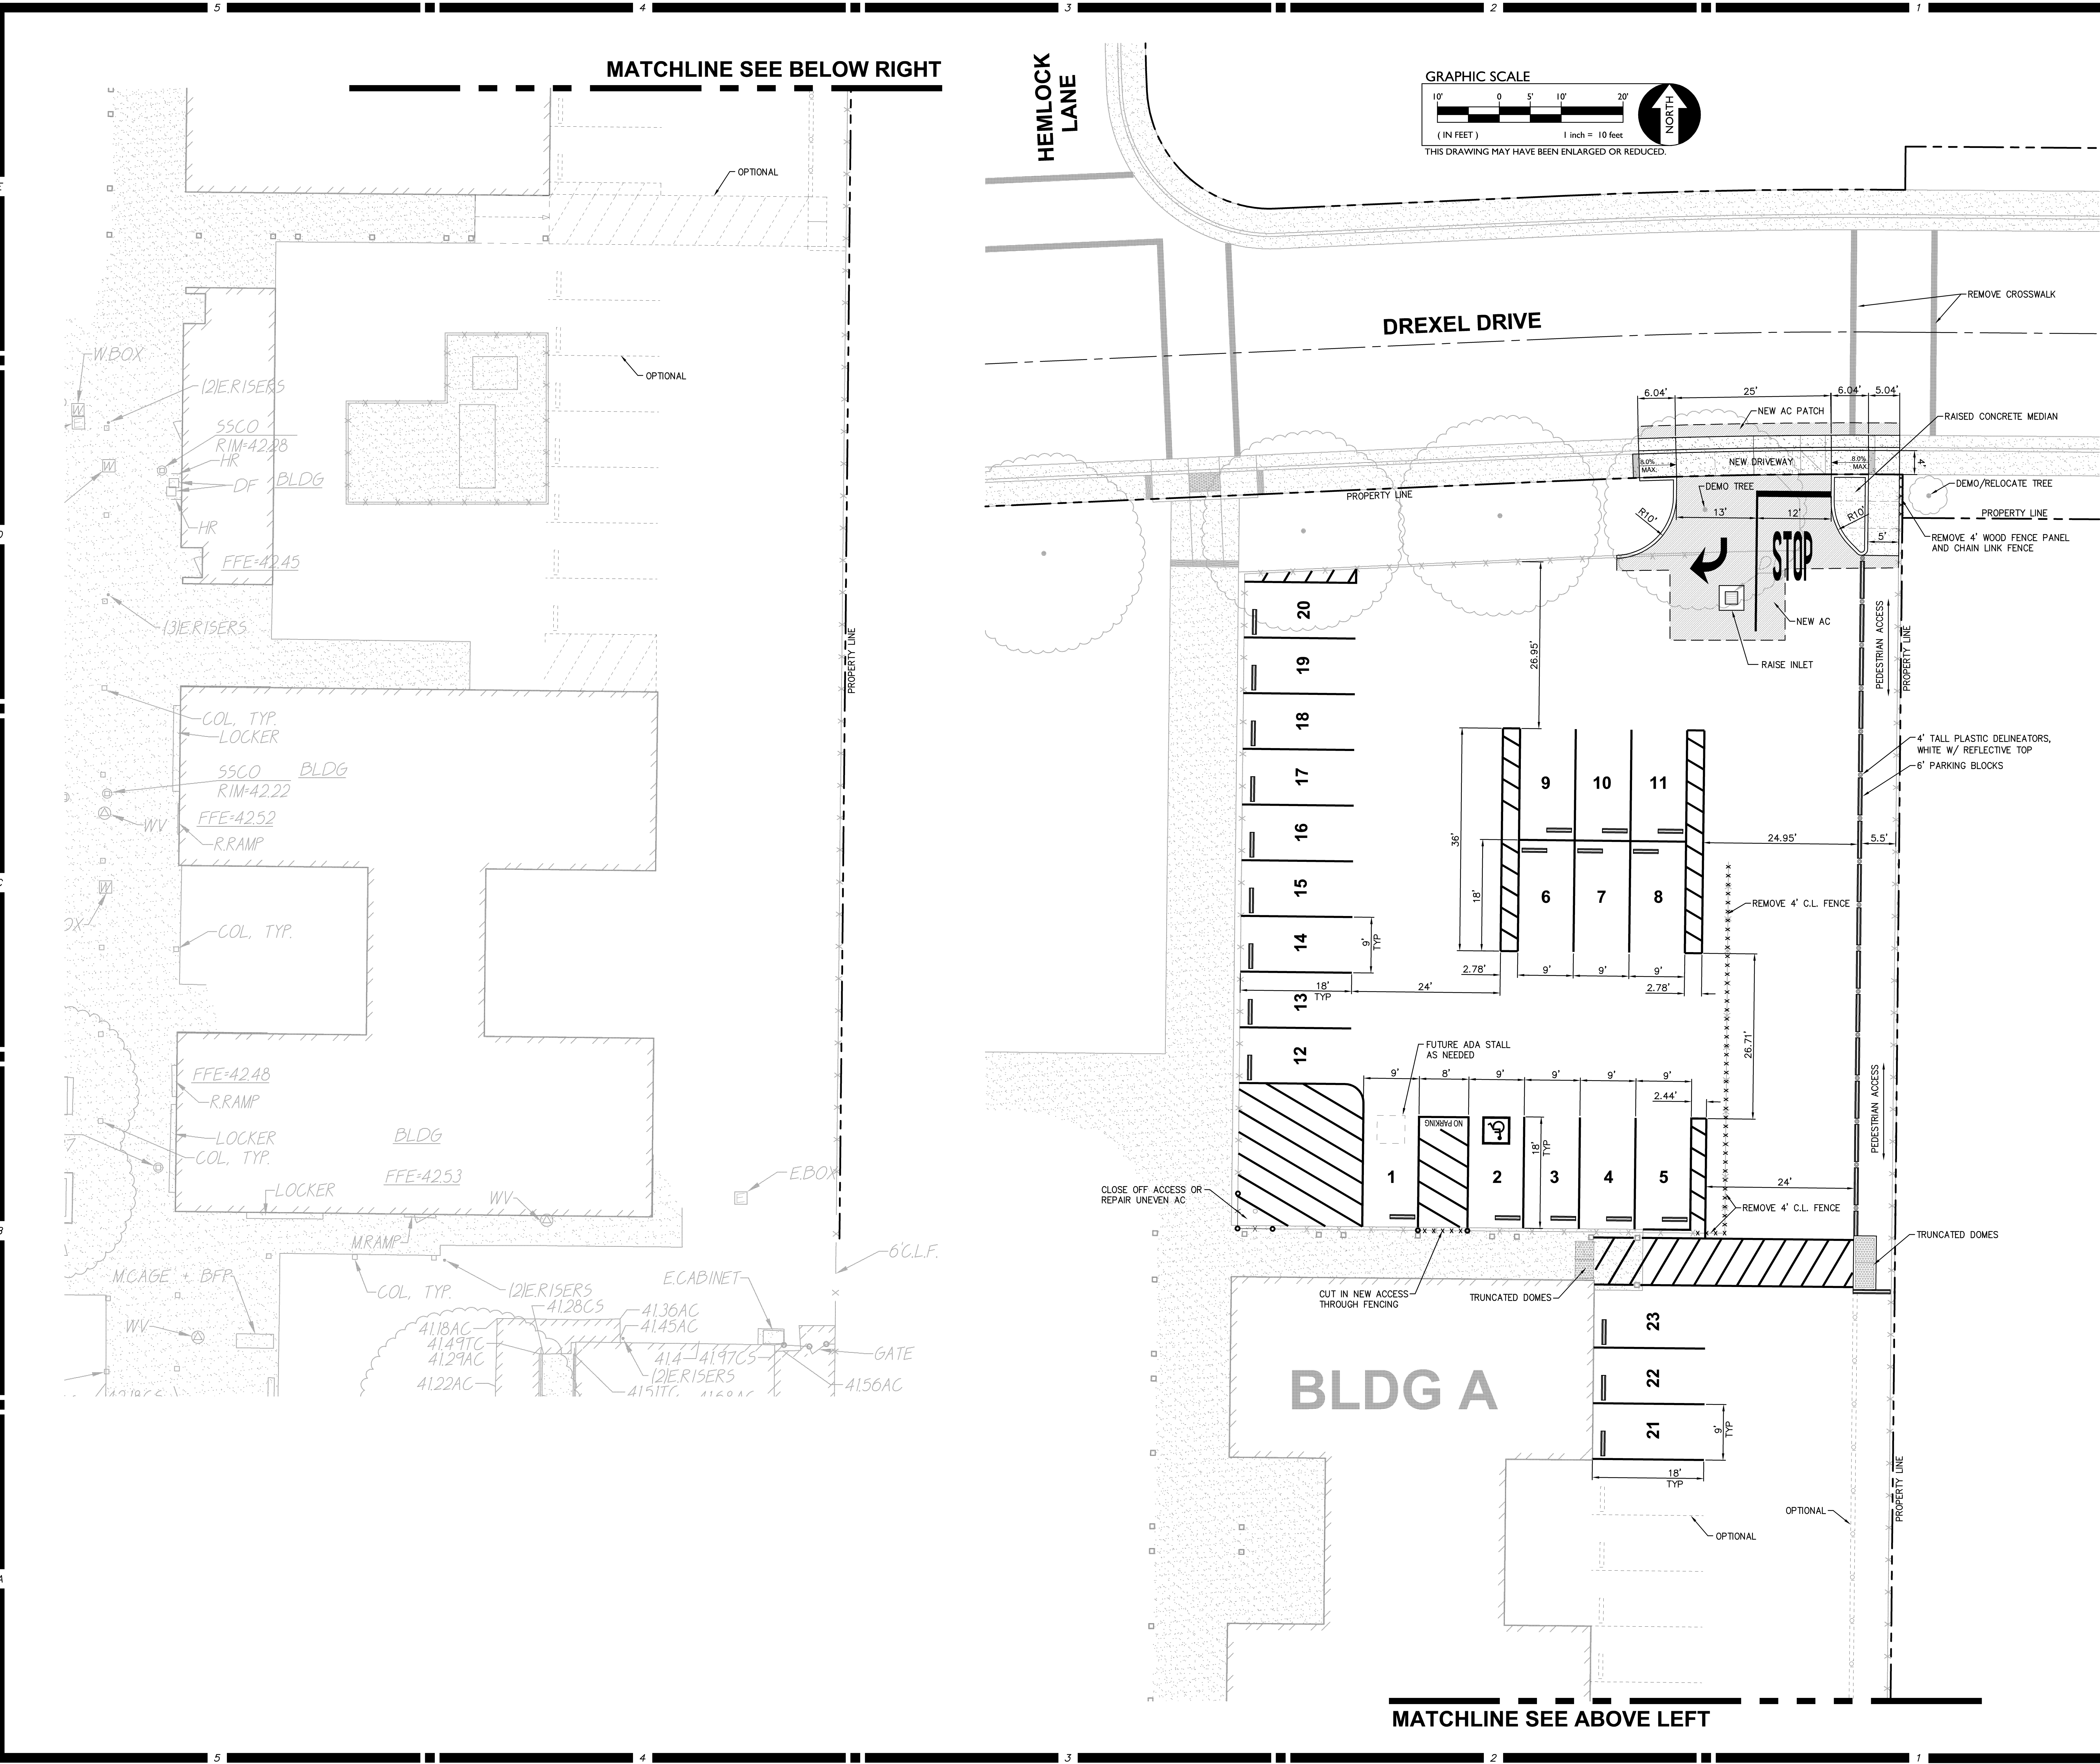 5
4
3
2
1
MATCHLINE SEE BELOW RIGHT
OPTIONAL
OPTIONAL
W.BOX
(2)E.RISERS
SSCO
RIM=42.28
HR
DF
BLDG
HR
FFE=42.45
(3)E.RISERS
PROPERTY LINE
COL, TYP.
LOCKER
SSCO
BLDG
RIM=42.22
WV
FFE=42.52
R.RAMP
W
W
W
COL, TYP.
FFE=42.48
R.RAMP
LOCKER
COL, TYP.
BLDG
FFE=42.53
LOCKER
WV
E.BOX
M.RAMP
6'C.L.F.
M.CAGE + BFP
COL, TYP.
(2)E.RISERS
E.CABINET
WV
41.28CS
41.36AC
41.45AC
41.18AC
41.49TC
41.29AC
41.22AC
41.4
41.97CS
(2)E.RISERS
GATE
41.56AC
41.51TC
HEMLOCK
LANE
GRAPHIC SCALE
10'
0
5'
10'
20'
( IN FEET )
1 inch = 10 feet
NORTH
THIS DRAWING MAY HAVE BEEN ENLARGED OR REDUCED.
REMOVE CROSSWALK
DREXEL DRIVE
6.04'
25'
6.04'
5.04'
NEW AC PATCH
RAISED CONCRETE MEDIAN
8.0%
MAX.
NEW DRIVEWAY
8.0%
MAX.
4'
PROPERTY LINE
DEMO TREE
DEMO/RELOCATE TREE
R10'
13'
12'
R10'
PROPERTY LINE
5'
REMOVE 4' WOOD FENCE PANEL
AND CHAIN LINK FENCE
STOP
NEW AC
RAISE INLET
PEDESTRIAN ACCESS
PROPERTY LINE
26.95'
20
19
18
17
16
15
14
13
12
9
10
11
6
7
8
36'
18'
4' TALL PLASTIC DELINEATORS,
WHITE W/ REFLECTIVE TOP
6' PARKING BLOCKS
24.95'
5.5'
REMOVE 4' C.L. FENCE
9'
TYP
2.78'
9'
9'
9'
2.78'
18'
TYP
24'
26.71'
FUTURE ADA STALL
AS NEEDED
9'
8'
9'
9'
9'
9'
2.44'
NO PARKING
18'
TYP
PEDESTRIAN ACCESS
1
2
3
4
5
24'
CLOSE OFF ACCESS OR
REPAIR UNEVEN AC
REMOVE 4' C.L. FENCE
TRUNCATED DOMES
CUT IN NEW ACCESS
THROUGH FENCING
TRUNCATED DOMES
23
22
21
BLDG A
9'
TYP
18'
TYP
OPTIONAL
OPTIONAL
PROPERTY LINE
MATCHLINE SEE ABOVE LEFT
5
4
3
2
1